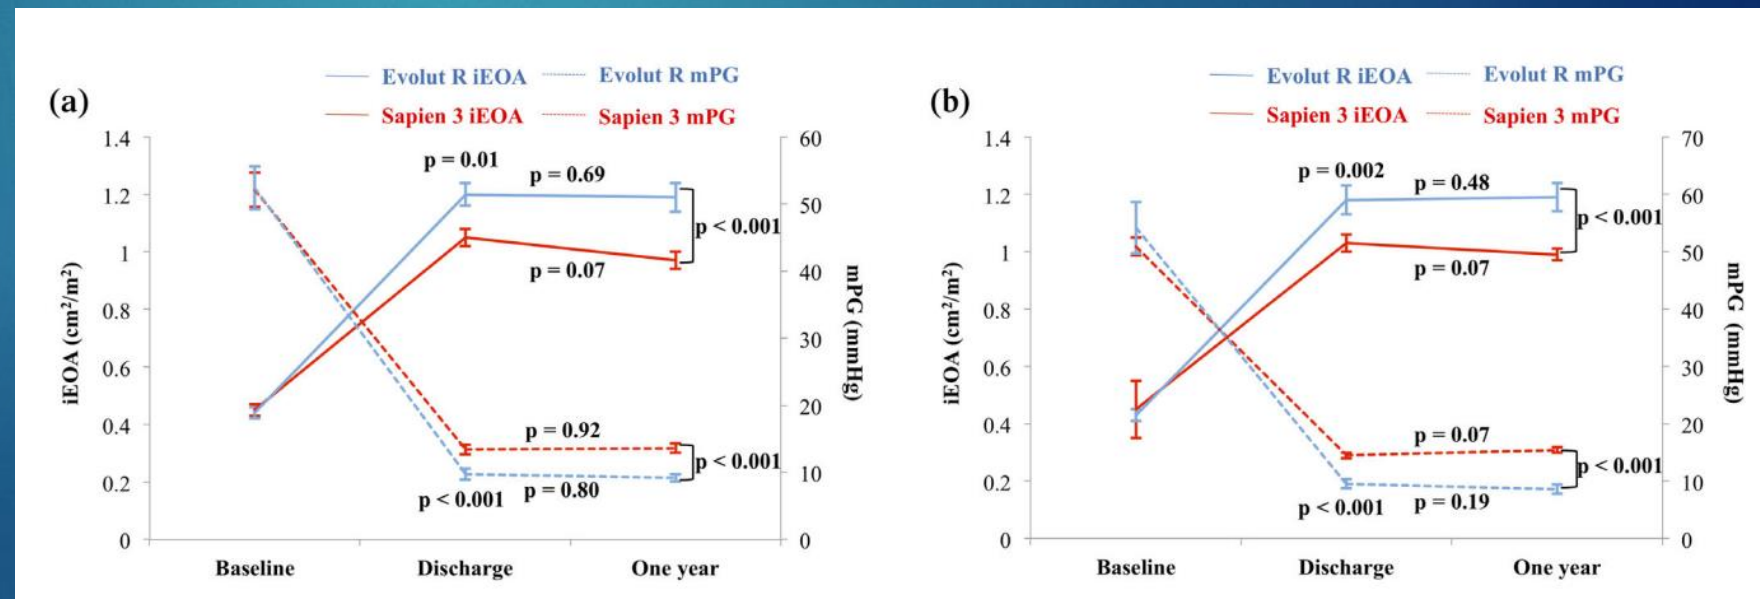 (a)
Evolut R iEOA
Evolut R mPG
Sapien 3 iEOA
Sapien 3 mPG
iEOA (cm²/m²)
1.4
1.2
1
0.8
0.6
0.4
0.2
0
p = 0.01
p = 0.69
p < 0.001
p = 0.07
p = 0.92
p < 0.001
p < 0.001
p = 0.80
60
50
40
30
20
10
0
mPG (mmHg)
Baseline
Discharge
One year
(b)
Evolut R iEOA
Evolut R mPG
Sapien 3 iEOA
Sapien 3 mPG
iEOA (cm²/m²)
1.4
1.2
1
0.8
0.6
0.4
0.2
0
p = 0.002
p = 0.48
p < 0.001
p = 0.07
p = 0.07
p < 0.001
p < 0.001
p = 0.19
70
60
50
40
30
20
10
0
mPG (mmHg)
Baseline
Discharge
One year